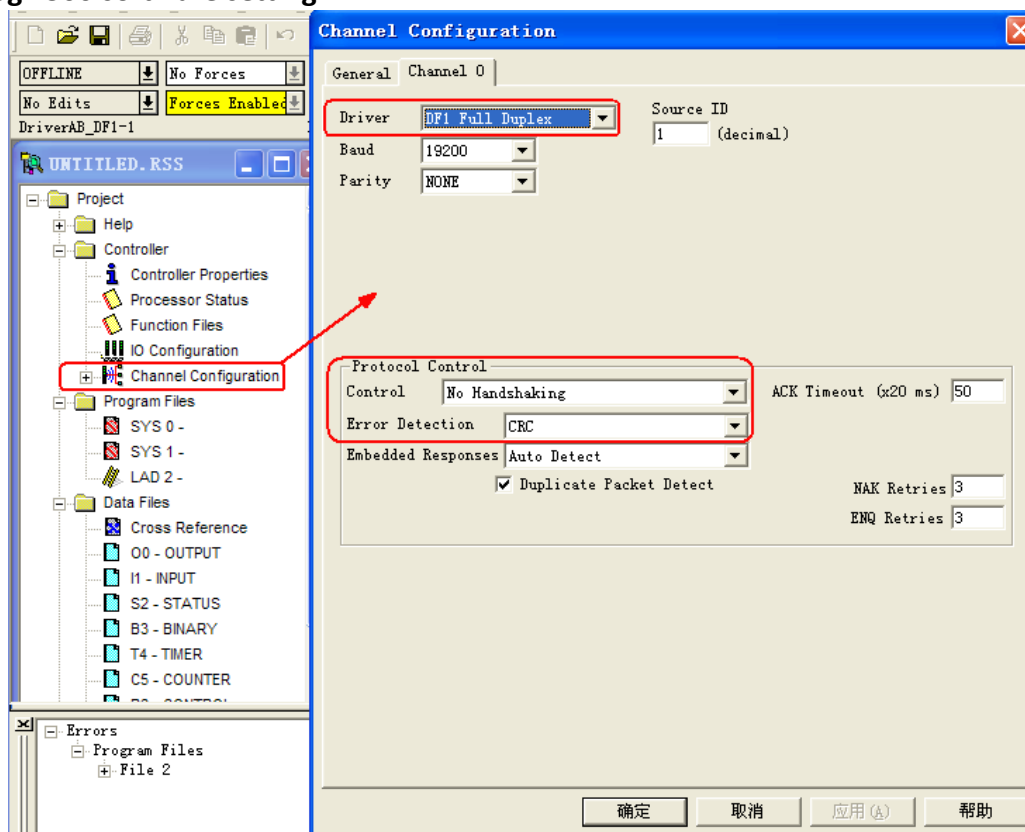 Channel Configuration
OFFLINE
No Forces
No Edits
Forces Enabled
DriverAB_DF1-1
UNTITLED.RSS
Project
Help
Controller
Controller Properties
Processor Status
Function Files
IO Configuration
Channel Configuration
Program Files
SYS 0 -
SYS 1 -
LAD 2 -
Data Files
Cross Reference
O0 - OUTPUT
I1 - INPUT
S2 - STATUS
B3 - BINARY
T4 - TIMER
C5 - COUNTER
Errors
Program Files
File 2
General
Channel 0
Driver DF1 Full Duplex
Source ID
1 (decimal)
Baud 19200
Parity NONE
Protocol Control
Control No Handshaking
ACK Timeout (x20 ms) 50
Error Detection CRC
Embedded Responses Auto Detect
Duplicate Packet Detect
NAK Retries 3
ENQ Retries 3
确定
取消
应用(A)
帮助